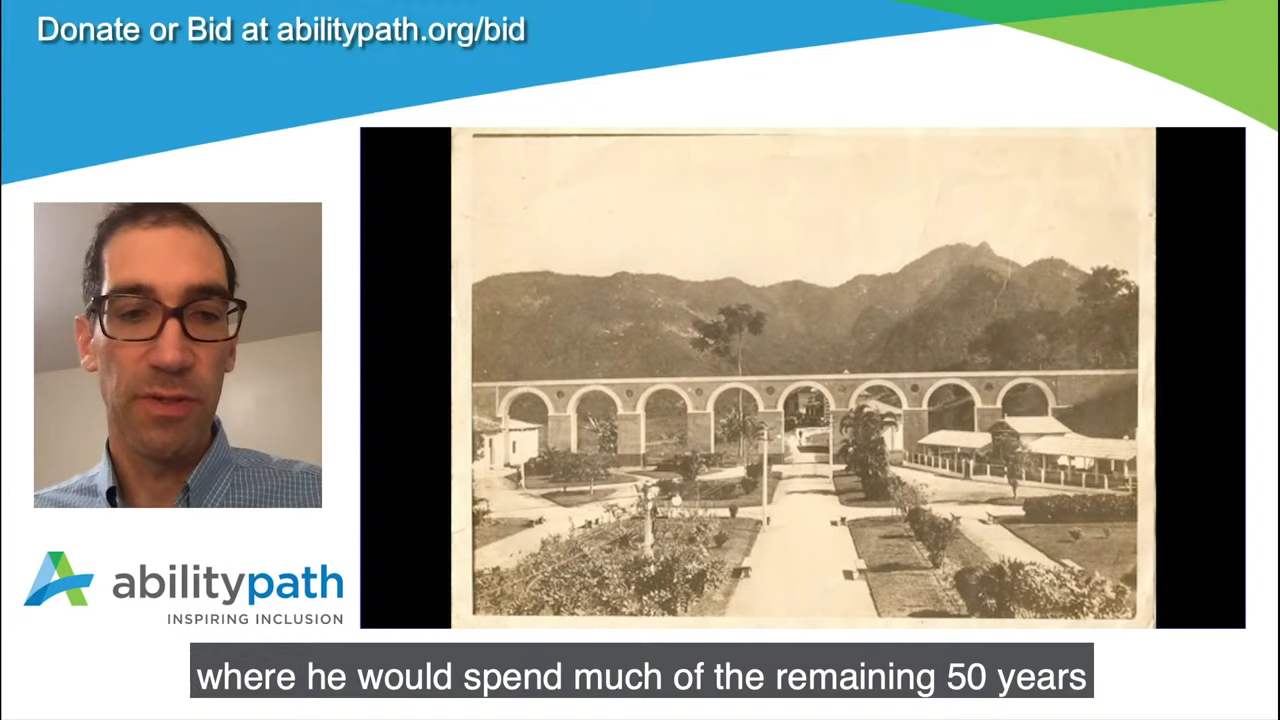 Donate or Bid at abilitypath.org/bid
abilitypath
INSPIRING INCLUSION
where he would spend much of the remaining 50 years